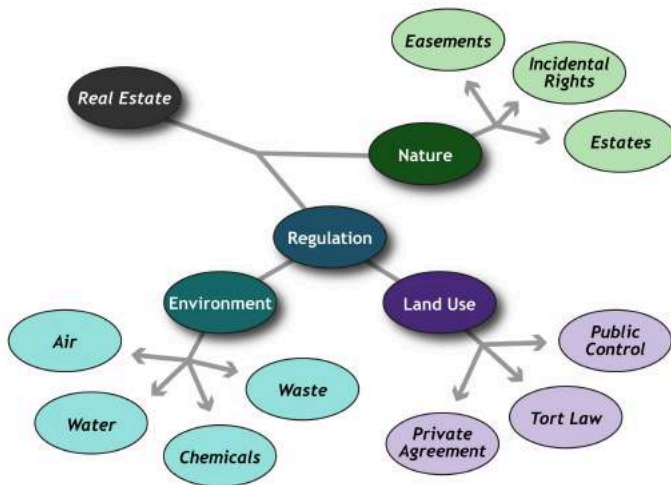 Easements
Incidental
Rights
Real Estate
Estates
Nature
Regulation
Environment
Land Use
Air
Public
Control
Waste
Water
Tort Law
Private
Agreement
Chemicals